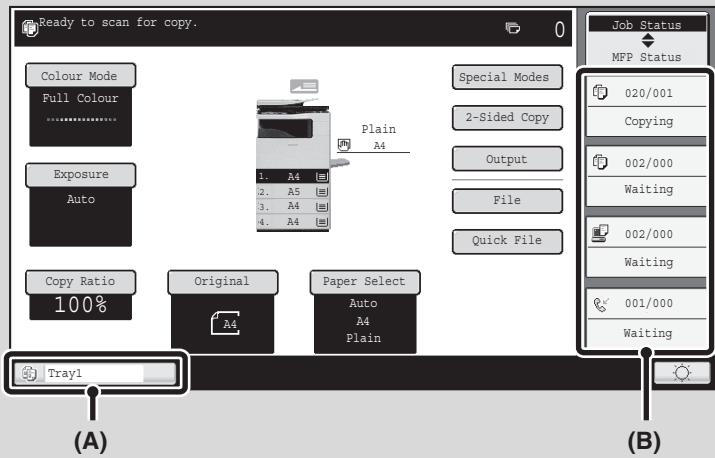 Ready to scan for copy.
0
Job Status
MFP Status
Colour Mode
Full Colour
Exposure
Auto
Copy Ratio
100%
Original
A4
Paper Select
Auto
A4
Plain
Plain
A4
1. A4
2. A5
3. A4
4. A4
Special Modes
2-Sided Copy
Output
File
Quick File
020/001
Copying
002/000
Waiting
002/000
Waiting
001/000
Waiting
Tray1
(A)
(B)